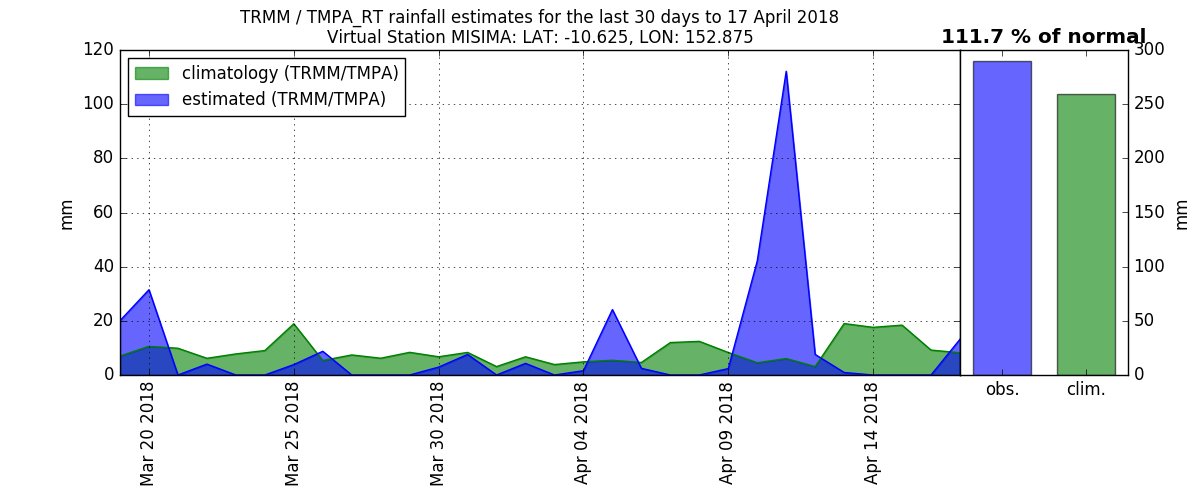 TRMM / TMPA_RT rainfall estimates for the last 30 days to 17 April 2018
Virtual Station MISIMA: LAT: -10.625, LON: 152.875
111.7 % of normal
climatology (TRMM/TMPA)
estimated (TRMM/TMPA)
mm
120
100
80
60
40
20
0
Mar 20 2018
Mar 25 2018
Mar 30 2018
Apr 04 2018
Apr 09 2018
Apr 14 2018
obs.
clim.
300
250
200
150
100
50
0
mm